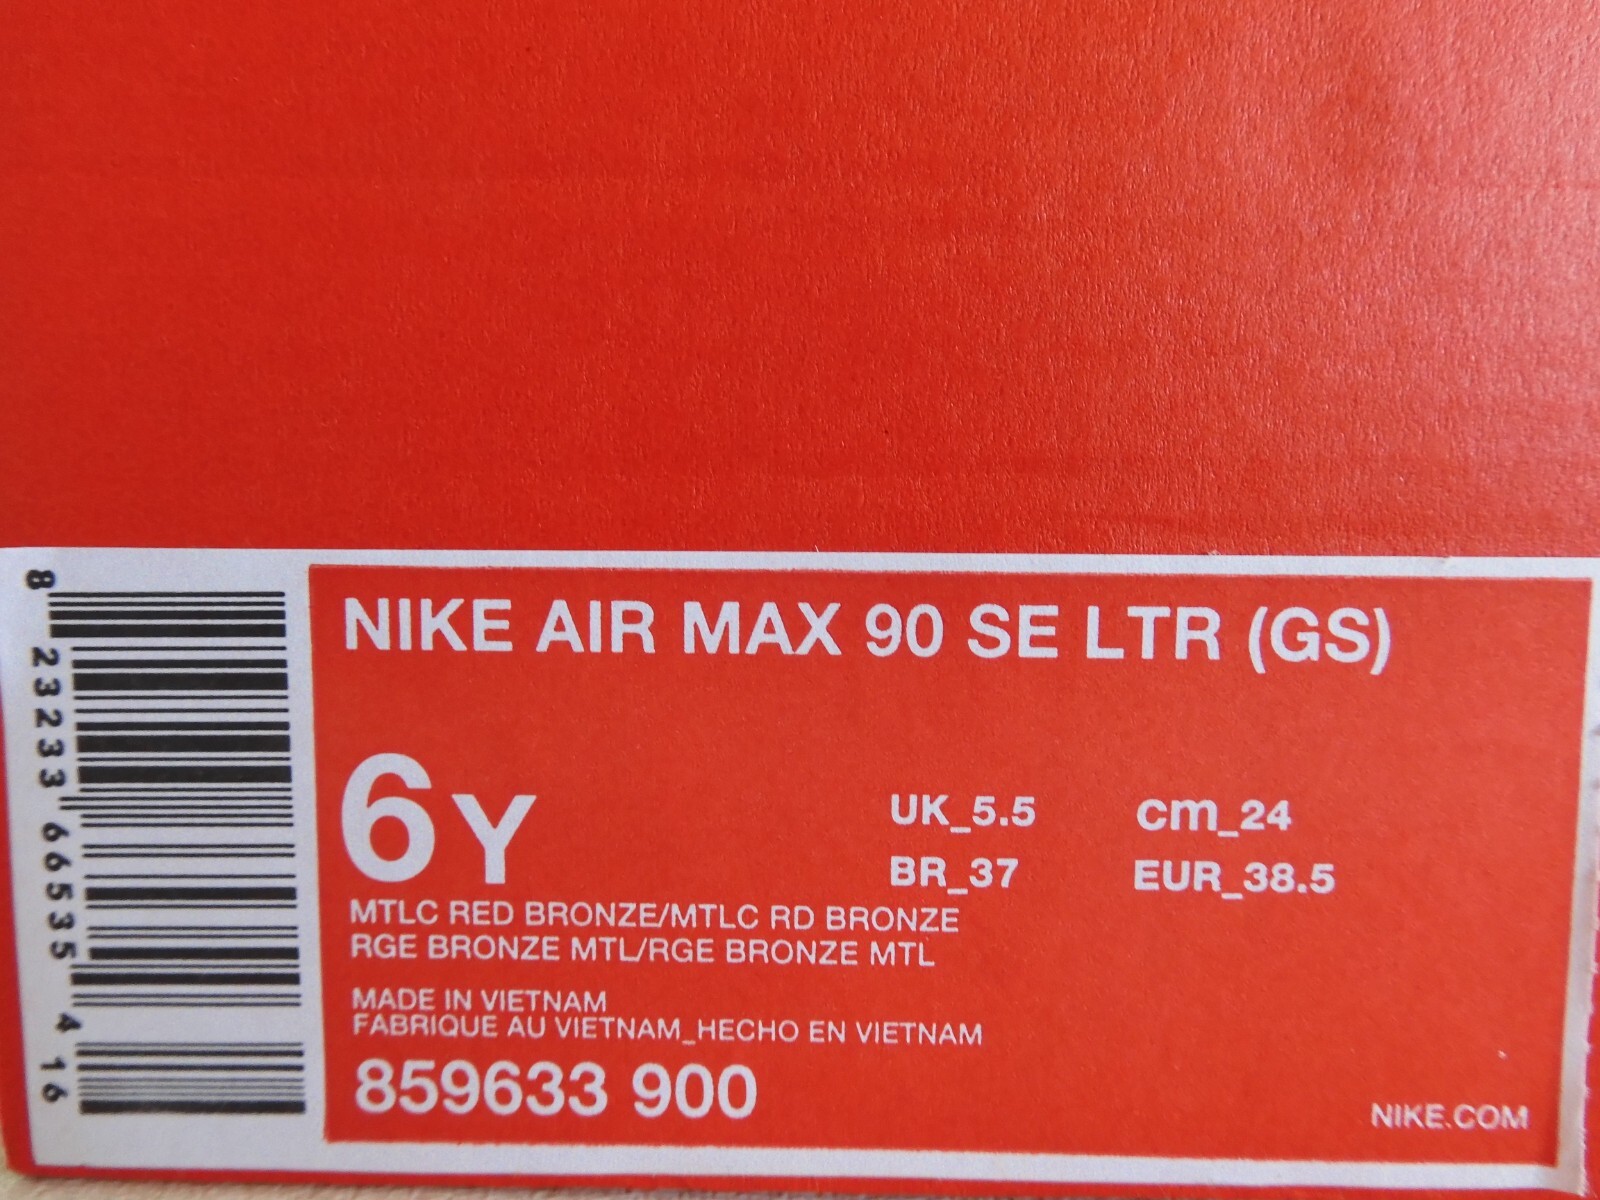 NIKE AIR MAX 90 SE LTR (GS)
6Y
UK_5.5 cm_24
BR_37 EUR_38.5
MTLC RED BRONZE/MTLC RD BRONZE
RGE BRONZE MTL/RGE BRONZE MTL
MADE IN VIETNAM
FABRIQUE AU VIETNAM_HECHO EN VIETNAM
859633 900
NIKE.COM
8 23233 66535 4 16